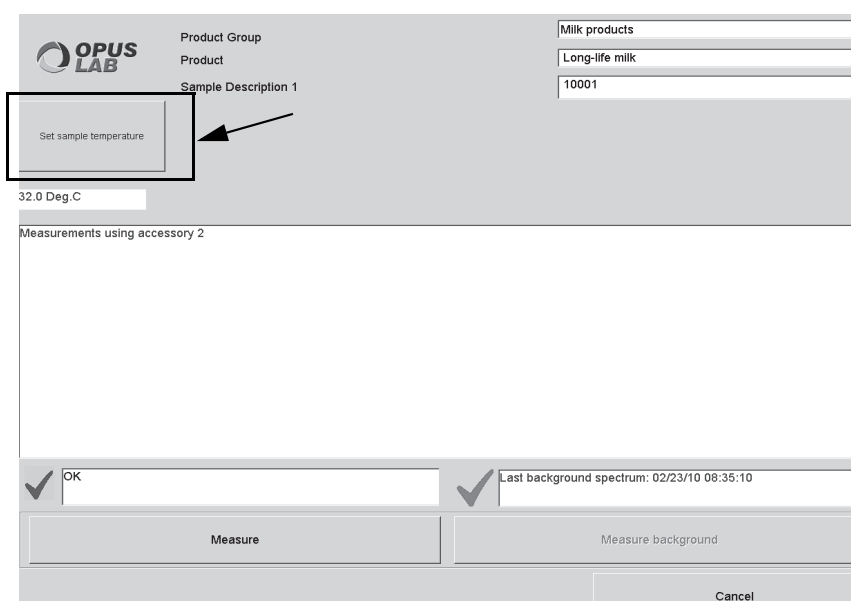 OPUS
LAB
Product Group
Milk products
Product
Long-life milk
Sample Description 1
10001
Set sample temperature
32.0 Deg.C
Measurements using accessory 2
OK
Last background spectrum: 02/23/10 08:35:10
Measure
Measure background
Cancel